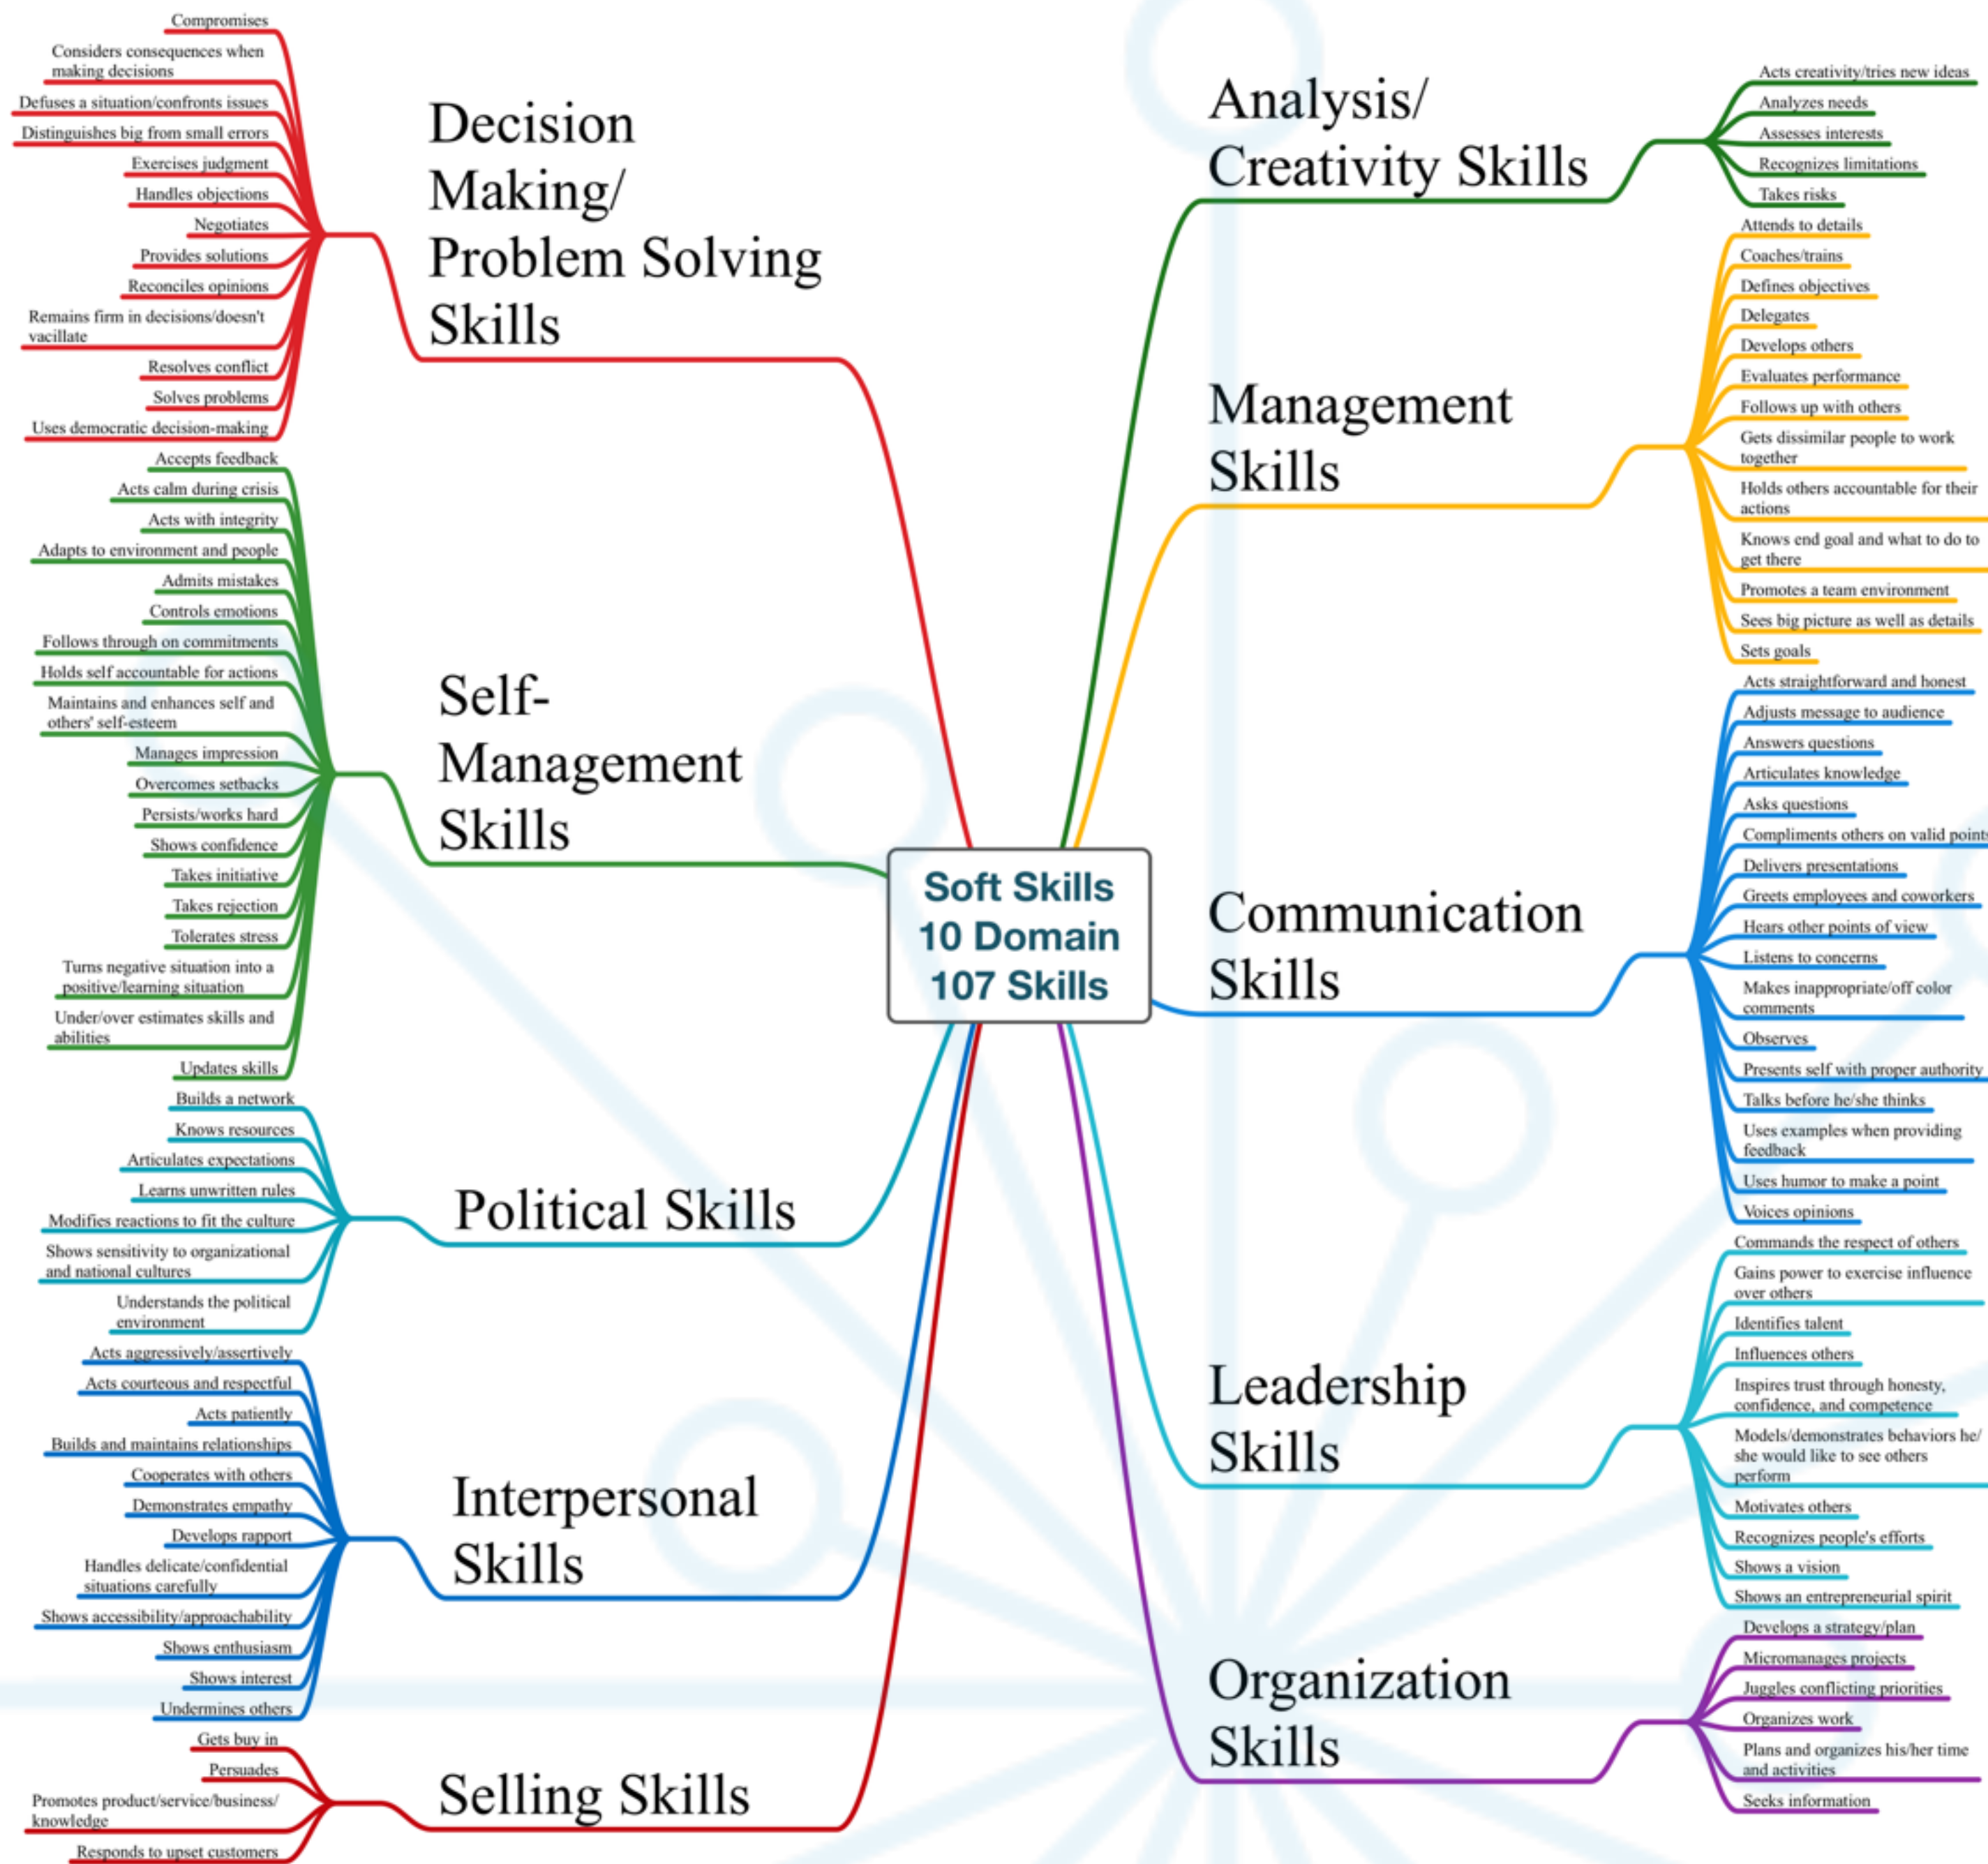 Soft Skills
10 Domain
107 Skills
Decision
Making/
Problem Solving
Skills
Compromises
Considers consequences when
making decisions
Defuses a situation/confronts issues
Distinguishes big from small errors
Exercises judgment
Handles objections
Negotiates
Provides solutions
Reconciles opinions
Remains firm in decisions/doesn't
vacillate
Resolves conflict
Solves problems
Uses democratic decision-making
Self-
Management
Skills
Accepts feedback
Acts calm during crisis
Acts with integrity
Adapts to environment and people
Admits mistakes
Controls emotions
Follows through on commitments
Holds self accountable for actions
Maintains and enhances self and
others' self-esteem
Manages impression
Overcomes setbacks
Persists/works hard
Shows confidence
Takes initiative
Takes rejection
Tolerates stress
Turns negative situation into a
positive/learning situation
Under/over estimates skills and
abilities
Updates skills
Political Skills
Builds a network
Knows resources
Articulates expectations
Learns unwritten rules
Modifies reactions to fit the culture
Shows sensitivity to organizational
and national cultures
Understands the political
environment
Interpersonal
Skills
Acts aggressively/assertively
Acts courteous and respectful
Acts patiently
Builds and maintains relationships
Cooperates with others
Demonstrates empathy
Develops rapport
Handles delicate/confidential
situations carefully
Shows accessibility/approachability
Shows enthusiasm
Shows interest
Undermines others
Selling Skills
Gets buy in
Persuades
Promotes product/service/business/
knowledge
Responds to upset customers
Analysis/
Creativity Skills
Acts creativity/tries new ideas
Analyzes needs
Assesses interests
Recognizes limitations
Takes risks
Management
Skills
Attends to details
Coaches/trains
Defines objectives
Delegates
Develops others
Evaluates performance
Follows up with others
Gets dissimilar people to work
together
Holds others accountable for their
actions
Knows end goal and what to do to
get there
Promotes a team environment
Sees big picture as well as details
Sets goals
Communication
Skills
Acts straightforward and honest
Adjusts message to audience
Answers questions
Articulates knowledge
Asks questions
Compliments others on valid points
Delivers presentations
Greets employees and coworkers
Hears other points of view
Listens to concerns
Makes inappropriate/off color
comments
Observes
Presents self with proper authority
Talks before he/she thinks
Uses examples when providing
feedback
Uses humor to make a point
Voices opinions
Leadership
Skills
Commands the respect of others
Gains power to exercise influence
over others
Identifies talent
Influences others
Inspires trust through honesty,
confidence, and competence
Models/demonstrates behaviors he/
she would like to see others
perform
Motivates others
Recognizes people's efforts
Shows a vision
Shows an entrepreneurial spirit
Organization
Skills
Develops a strategy/plan
Micromanages projects
Juggles conflicting priorities
Organizes work
Plans and organizes his/her time
and activities
Seeks information